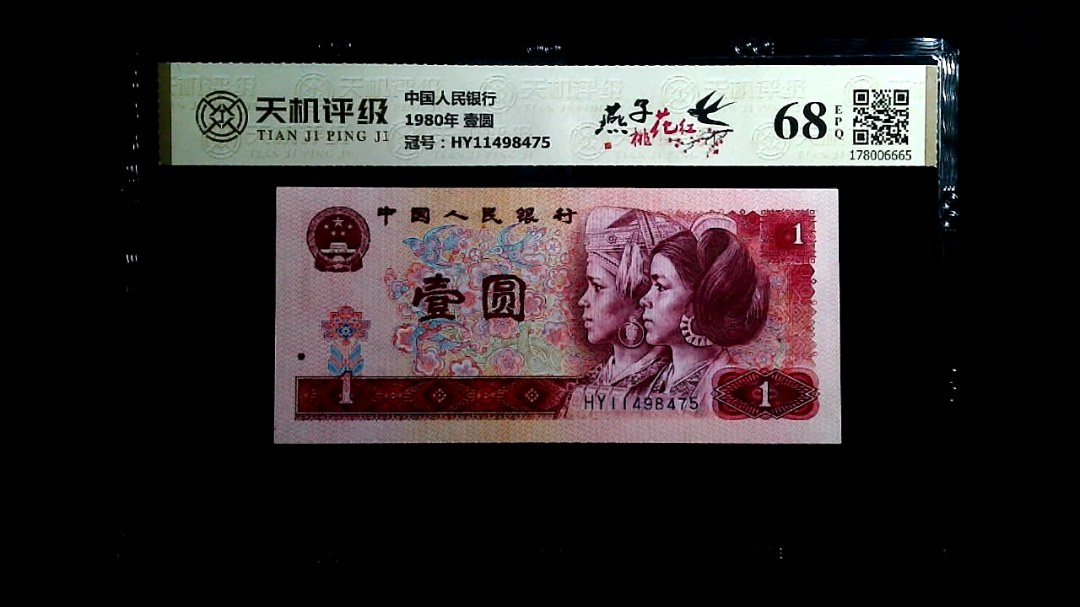 天机评级
TIAN JI PING JI
中国人民银行
1980年 壹圆
冠号：HY11498475
燕子
桃花红
68
EPQ
178006665
中国人民银行
1
壹圆
1
HY11498475
1